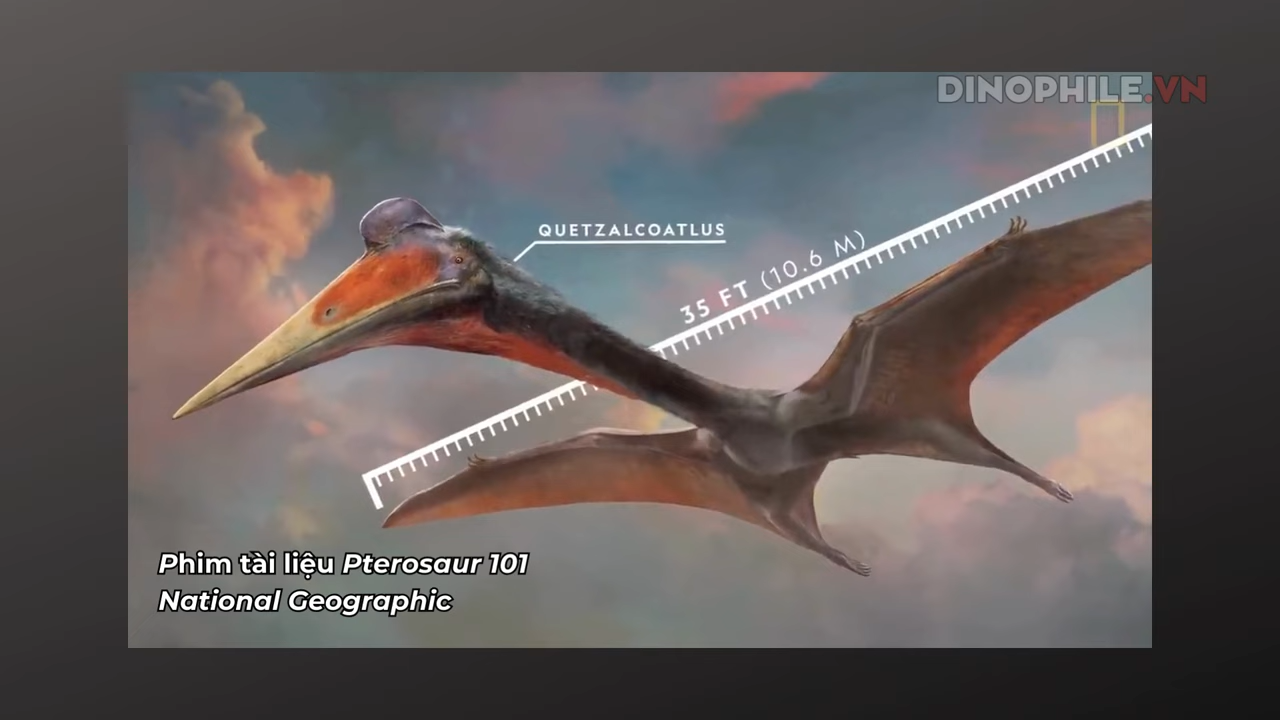 DINOPHILE.VN
QUETZALCOATLUS
35 FT (10.6 M)
Phim tài liệu Pterosaur 101
National Geographic